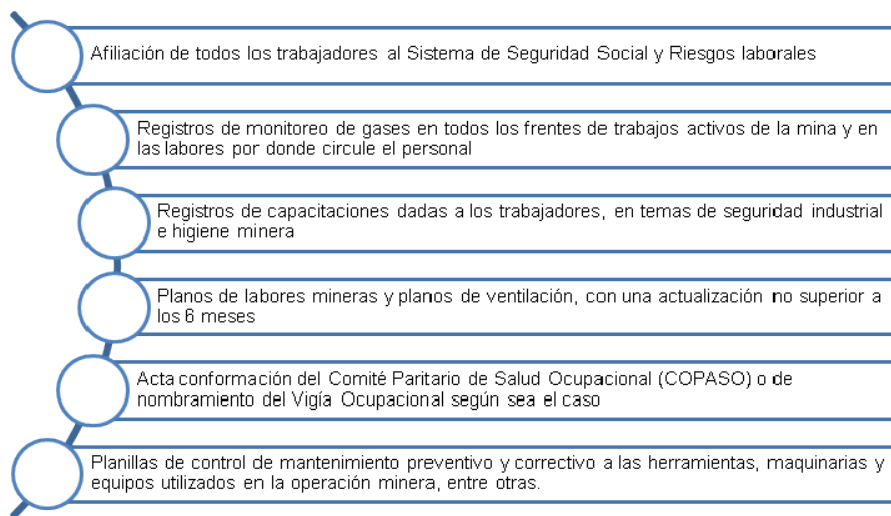 Afiliación de todos los trabajadores al Sistema de Seguridad Social y Riesgos laborales
Registros de monitoreo de gases en todos los frentes de trabajos activos de la mina y en
las labores por donde circule el personal
Registros de capacitaciones dadas a los trabajadores, en temas de seguridad industrial
e higiene minera
Planos de labores mineras y planos de ventilación, con una actualización no superior a
los 6 meses
Acta conformación del Comité Paritario de Salud Ocupacional (COPASO) o de
nombramiento del Vigía Ocupacional según sea el caso
Planillas de control de mantenimiento preventivo y correctivo a las herramientas, maquinarias y
equipos utilizados en la operación minera, entre otras.